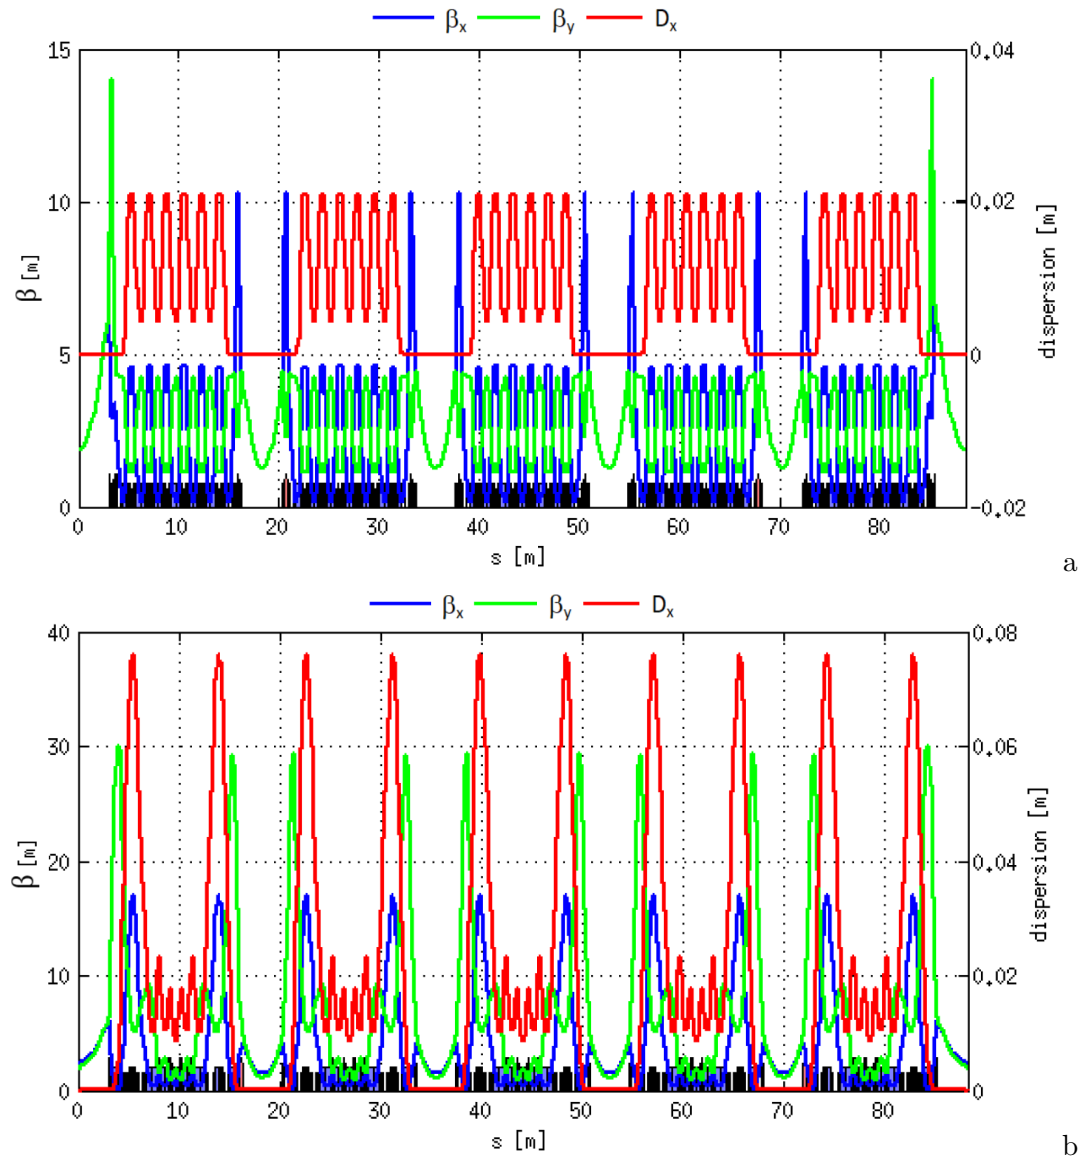 βx βy Dx
15 0.04
10 0.02
5 0
0 -0.02
β [m]
dispersion [m]
0 10 20 30 40 50 60 70 80
s [m]
a
βx βy Dx
40 0.08
30 0.06
20 0.04
10 0.02
0 0
β [m]
dispersion [m]
0 10 20 30 40 50 60 70 80
s [m]
b